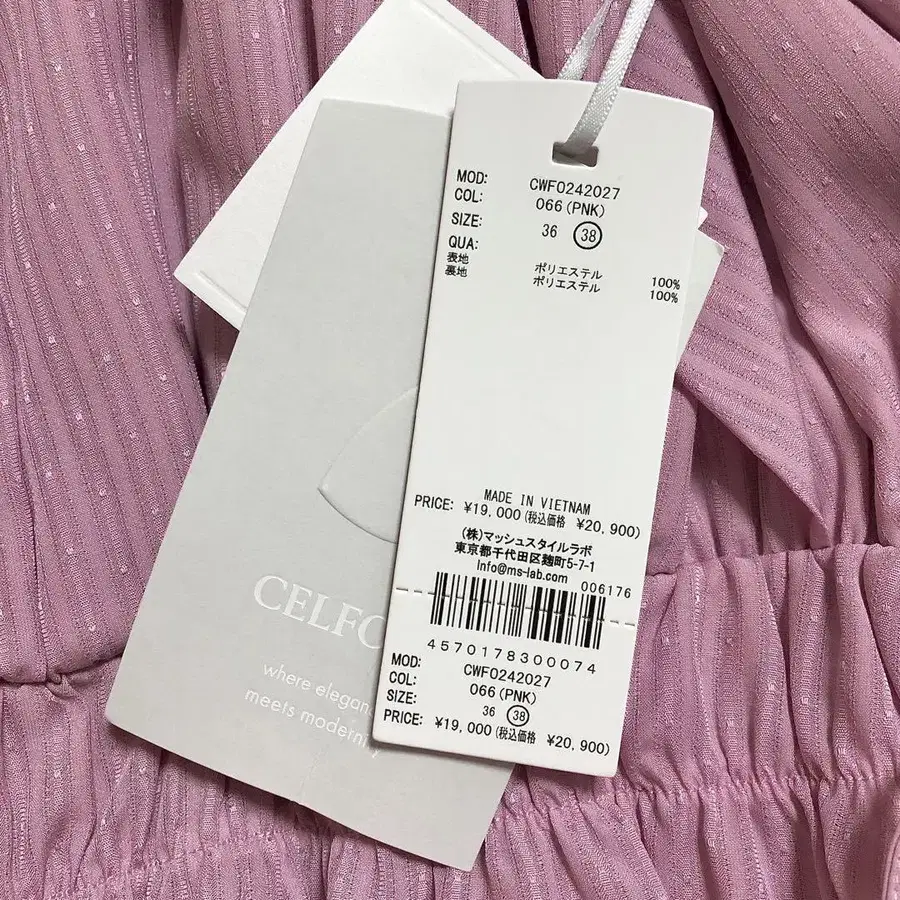 MOD: CWF0242027
COL: 066(PNK)
SIZE: 36 38
QUA:
表地 ポリエステル 100%
裏地 ポリエステル 100%
MADE IN VIETNAM
PRICE: ¥19,000(税込価格 ¥20,900)
(株)マッシュスタイルラボ
東京都千代田区麹町5-7-1
Info@ms-lab.com
006176
4570178300074
MOD: CWF0242027
COL: 066(PNK)
SIZE: 36 38
PRICE: ¥19,000(税込価格 ¥20,900)
CELFO
where elegan
meets moderni